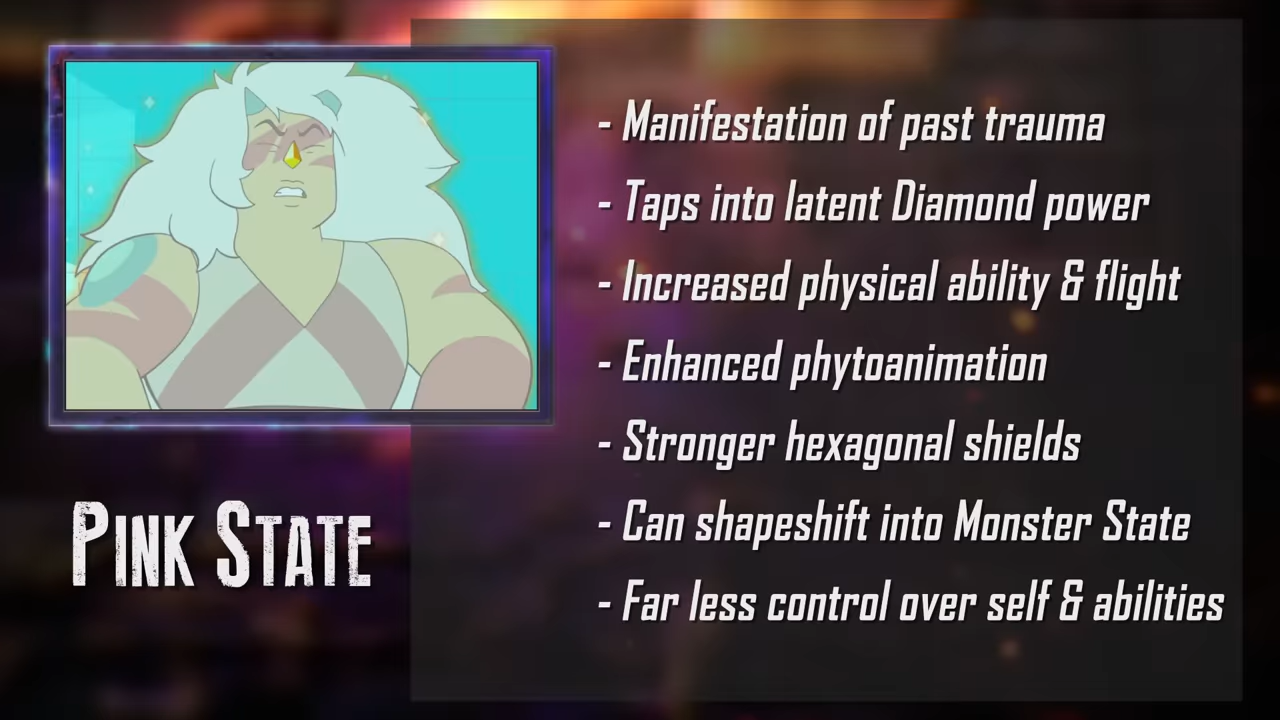 - Manifestation of past trauma
- Taps into latent Diamond power
- Increased physical ability & flight
- Enhanced phytoanimation
- Stronger hexagonal shields
- Can shapeshift into Monster State
- Far less control over self & abilities
Pink State